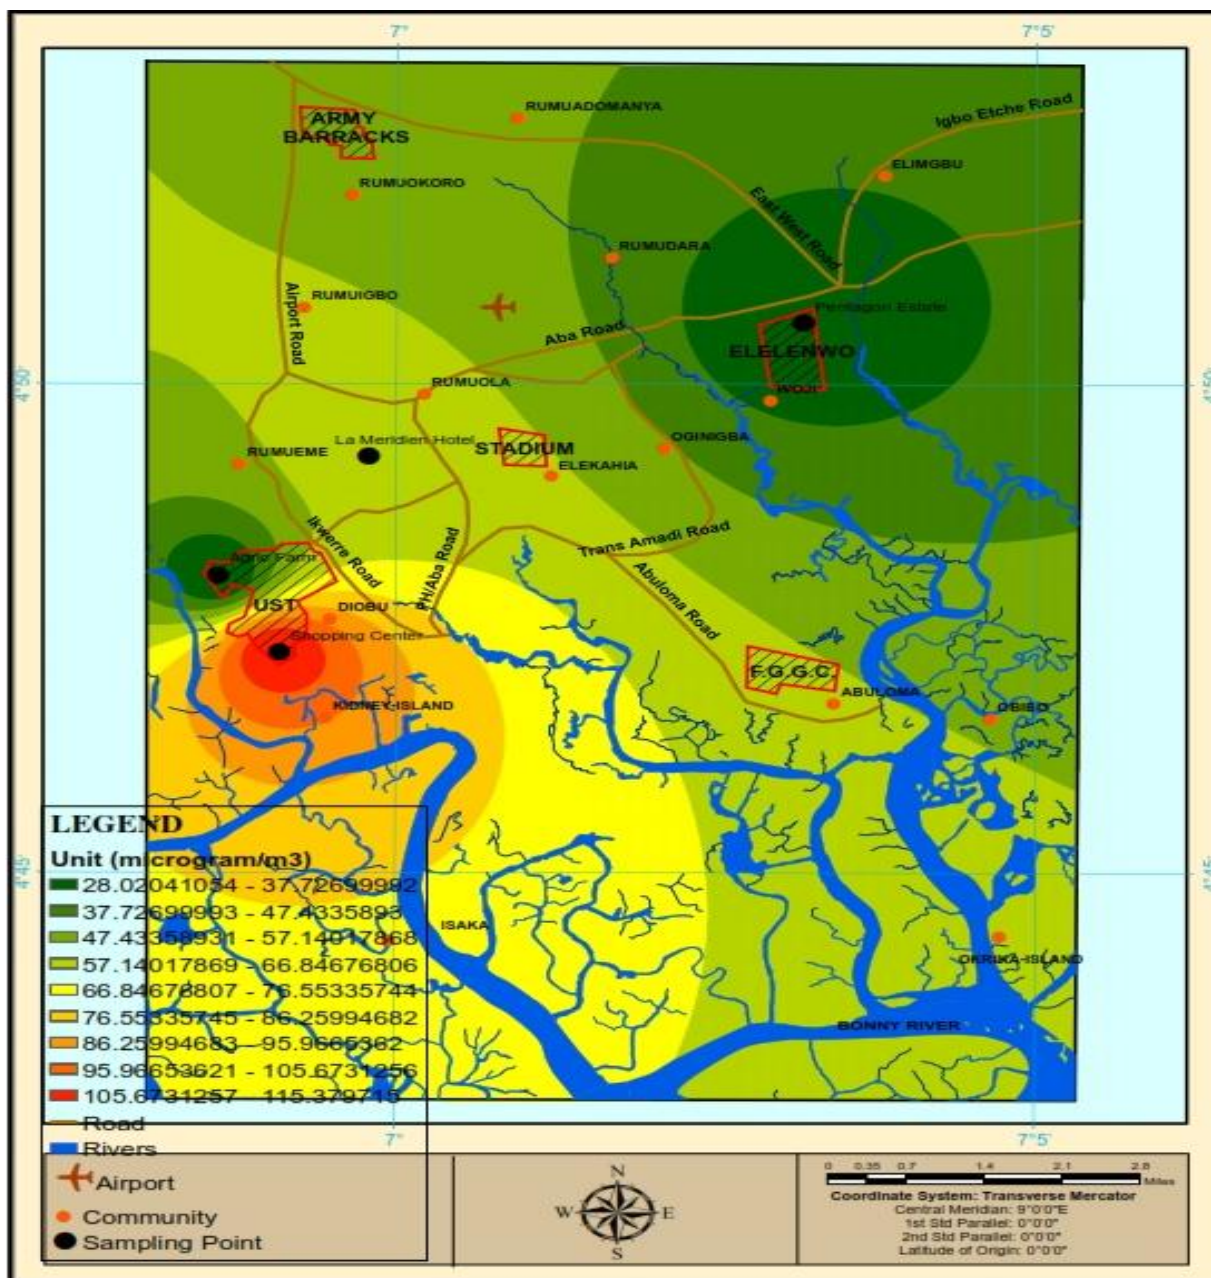 7°
7°5'
RUMUADOMANYA
Igbo Etche Road
ARMY
BARRACKS
ELIMGBU
RUMUOKORO
East West Road
RUMUDARA
RUMUIGBO
Airport Road
Pentagon Estate
Aba Road
ELELENWO
4°50'
4°50'
RUMUOLA
WOJI
La Meridien Hotel
STADIUM
OGINIGBA
RUMUEME
ELEKAHIA
Ikwerre Road
PH/Aba Road
Trans Amadi Road
Agric Farm
Abuloma Road
UST
DIOBU
Shopping Center
F.G.G.C.
ABULOMA
KIDNEY-ISLAND
OBIBO
LEGEND
Unit (microgram/m3)
28.02041054 - 37.72699992
37.72699993 - 47.4335893
47.43358931 - 57.14017868
57.14017869 - 66.84676806
66.84676807 - 76.55335744
76.55335745 - 86.25994682
86.25994683 - 95.9665362
95.96653621 - 105.6731256
105.6731257 - 115.379715
Road
Rivers
Airport
Community
Sampling Point
4°45'
4°45'
ISAKA
OKRIKA-ISLAND
BONNY RIVER
7°
7°5'
N
W
E
S
0 0.35 0.7 1.4 2.1 2.8
Miles
Coordinate System: Transverse Mercator
Central Meridian: 9°0'0"E
1st Std Parallel: 0°0'0"
2nd Std Parallel: 0°0'0"
Latitude of Origin: 0°0'0"